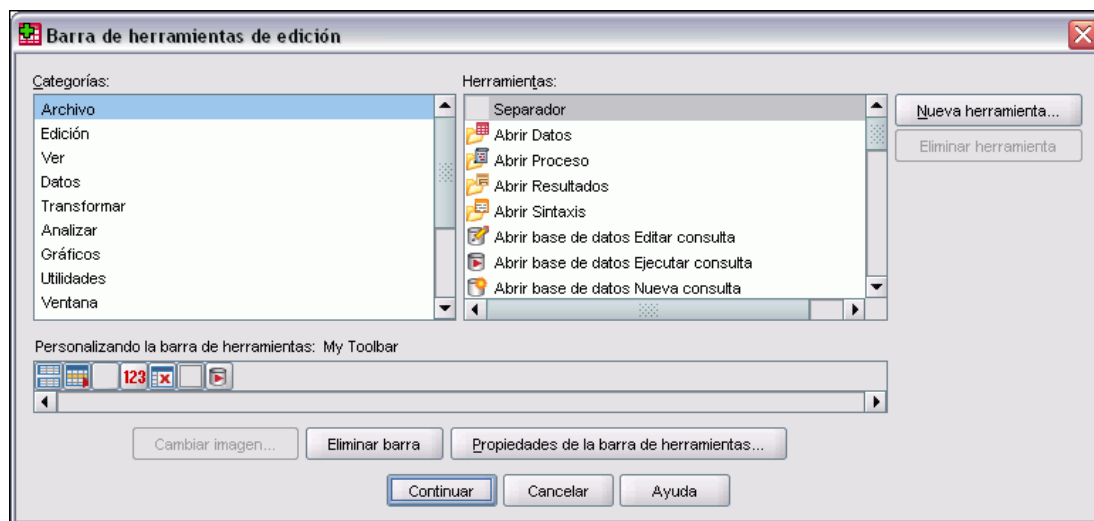 Barra de herramientas de edición
Categorías:
Herramientas:
Archivo
Edición
Ver
Datos
Transformar
Analizar
Gráficos
Utilidades
Ventana
Separador
Abrir Datos
Abrir Proceso
Abrir Resultados
Abrir Sintaxis
Abrir base de datos Editar consulta
Abrir base de datos Ejecutar consulta
Abrir base de datos Nueva consulta
Nueva herramienta...
Eliminar herramienta
Personalizando la barra de herramientas: My Toolbar
123
Cambiar imagen...
Eliminar barra
Propiedades de la barra de herramientas...
Continuar
Cancelar
Ayuda